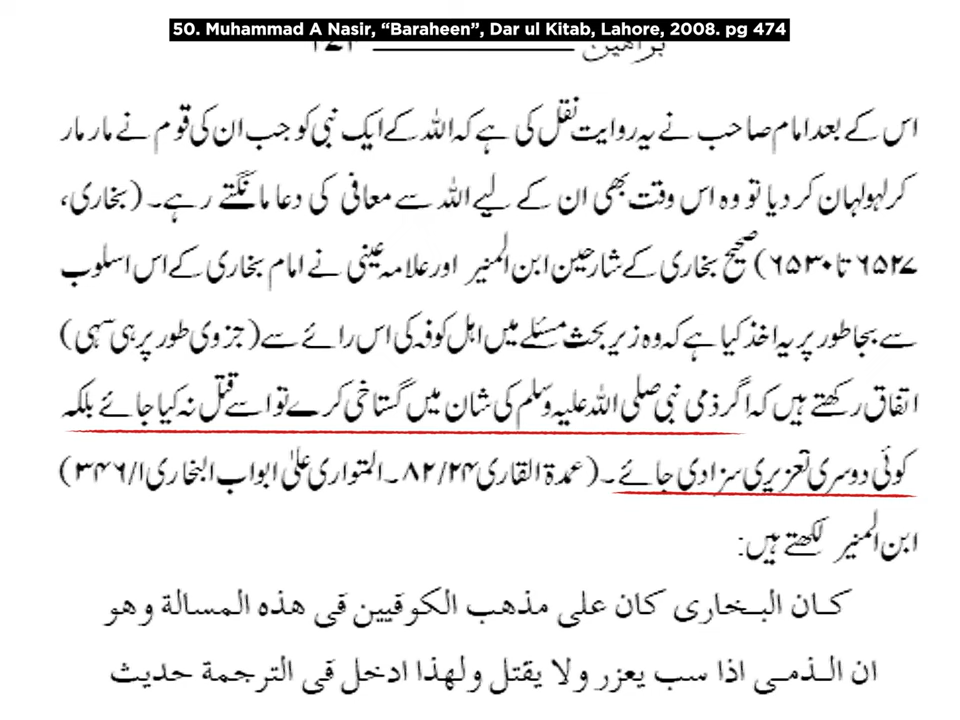 50. Muhammad A Nasir, “Baraheen”, Dar ul Kitab, Lahore, 2008. pg 474
براھین
اس کے بعد امام صاحب نے یہ روایت نقل کی ہے کہ اللہ کے ایک نبی کو جب ان کی قوم نے مار مار
کر لہولہان کر دیا تو وہ اس وقت بھی ان کے لیے اللہ سے معافی کی دعا مانگتے رہے۔ (بخاری،
۶۵۲۷ تا ۶۵۳۰) صحیح بخاری کے شارحین ابن المنیر اور علامہ عینی نے امام بخاری کے اس اسلوب
سے بجا طور پر یہ اخذ کیا ہے کہ وہ زیر بحث مسئلے میں اہل کوفہ کی اس رائے سے (جزوی طور پر ہی سہی)
اتفاق رکھتے ہیں کہ اگر ذمی نبی صلی اللہ علیہ وسلم کی شان میں گستاخی کرے تو اسے قتل نہ کیا جائے بلکہ
کوئی دوسری تعزیری سزا دی جائے۔ (عمدۃ القاری ۸۲/۲۴۔ المتواری علیٰ ابواب البخاری ۳۴۶/۱)
ابن المنیر لکھتے ہیں:
کان البخاری کان علی مذهب الکوفیین فی هذه المسالة وهو
ان الذمی اذا سب یعزر ولا یقتل ولهذا ادخل فی الترجمة حدیث